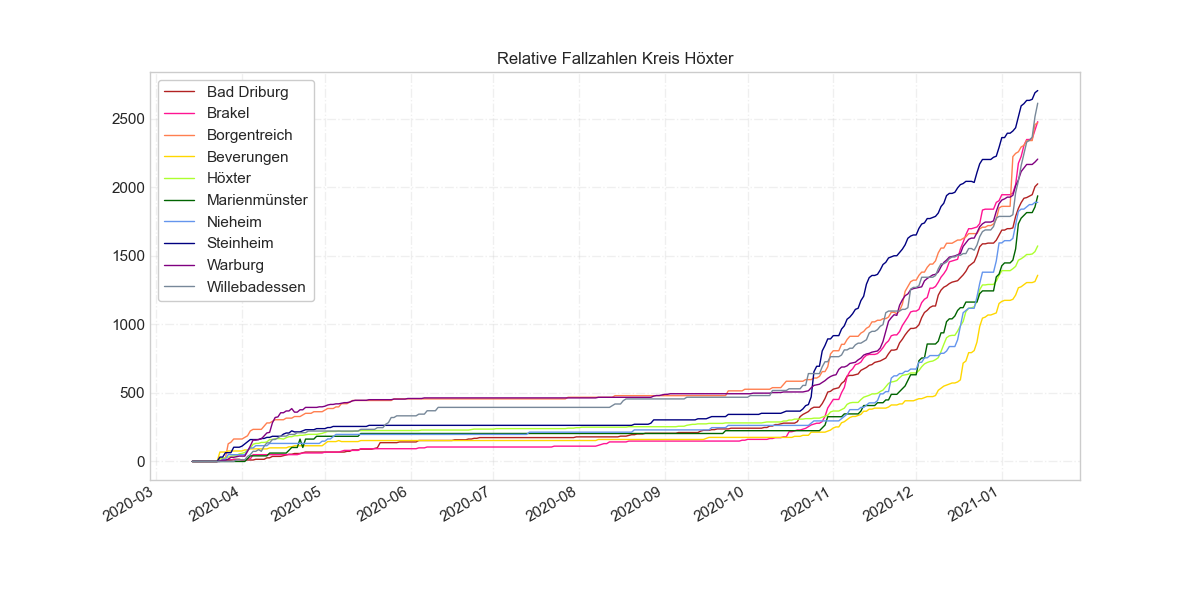 Relative Fallzahlen Kreis Höxter
Bad Driburg
Brakel
Borgentreich
Beverungen
Höxter
Marienmünster
Nieheim
Steinheim
Warburg
Willebadessen
2500
2000
1500
1000
500
0
2020-03
2020-04
2020-05
2020-06
2020-07
2020-08
2020-09
2020-10
2020-11
2020-12
2021-01